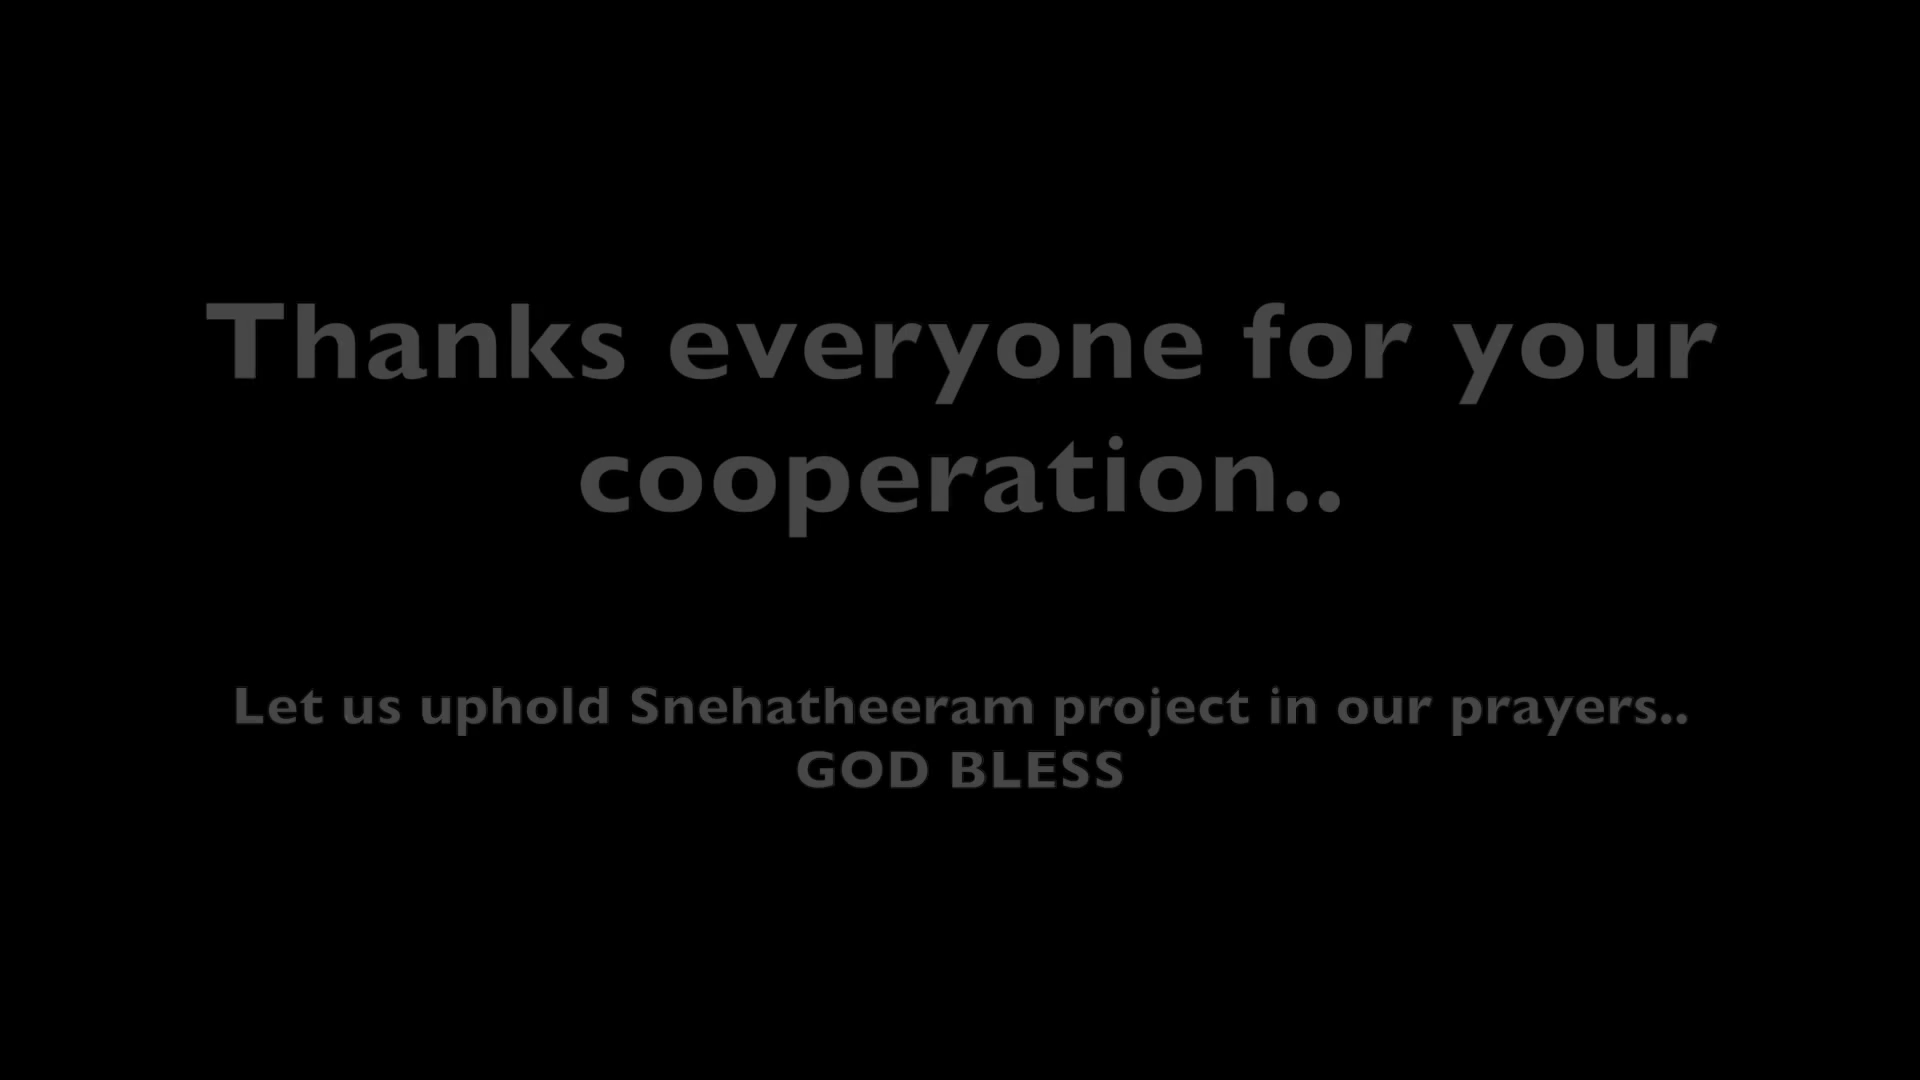 Thanks everyone for your
cooperation..
Let us uphold Snehatheeram project in our prayers..
GOD BLESS